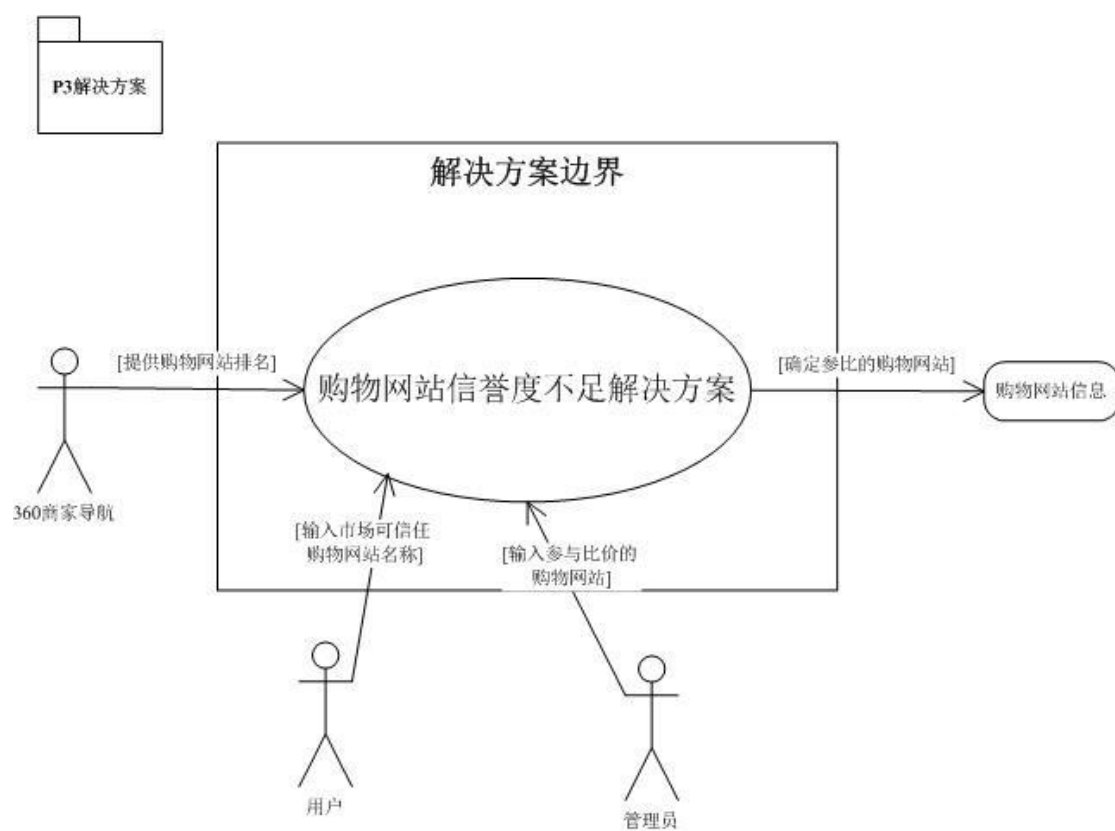 P3解决方案
解决方案边界
[提供购物网站排名]
[确定参比的购物网站]
购物网站信誉度不足解决方案
购物网站信息
360商家导航
[输入市场可信任
购物网站名称]
[输入参与比价的
购物网站]
用户
管理员